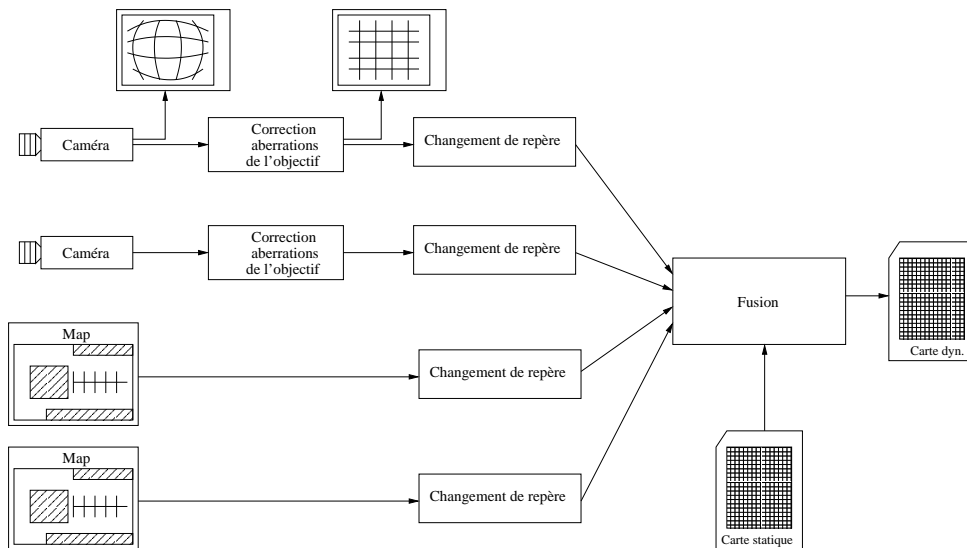 Caméra
Correction
aberrations
de l'objectif
Changement de repère
Caméra
Correction
aberrations
de l'objectif
Changement de repère
Fusion
Carte dyn.
Map
Changement de repère
Map
Changement de repère
Carte statique